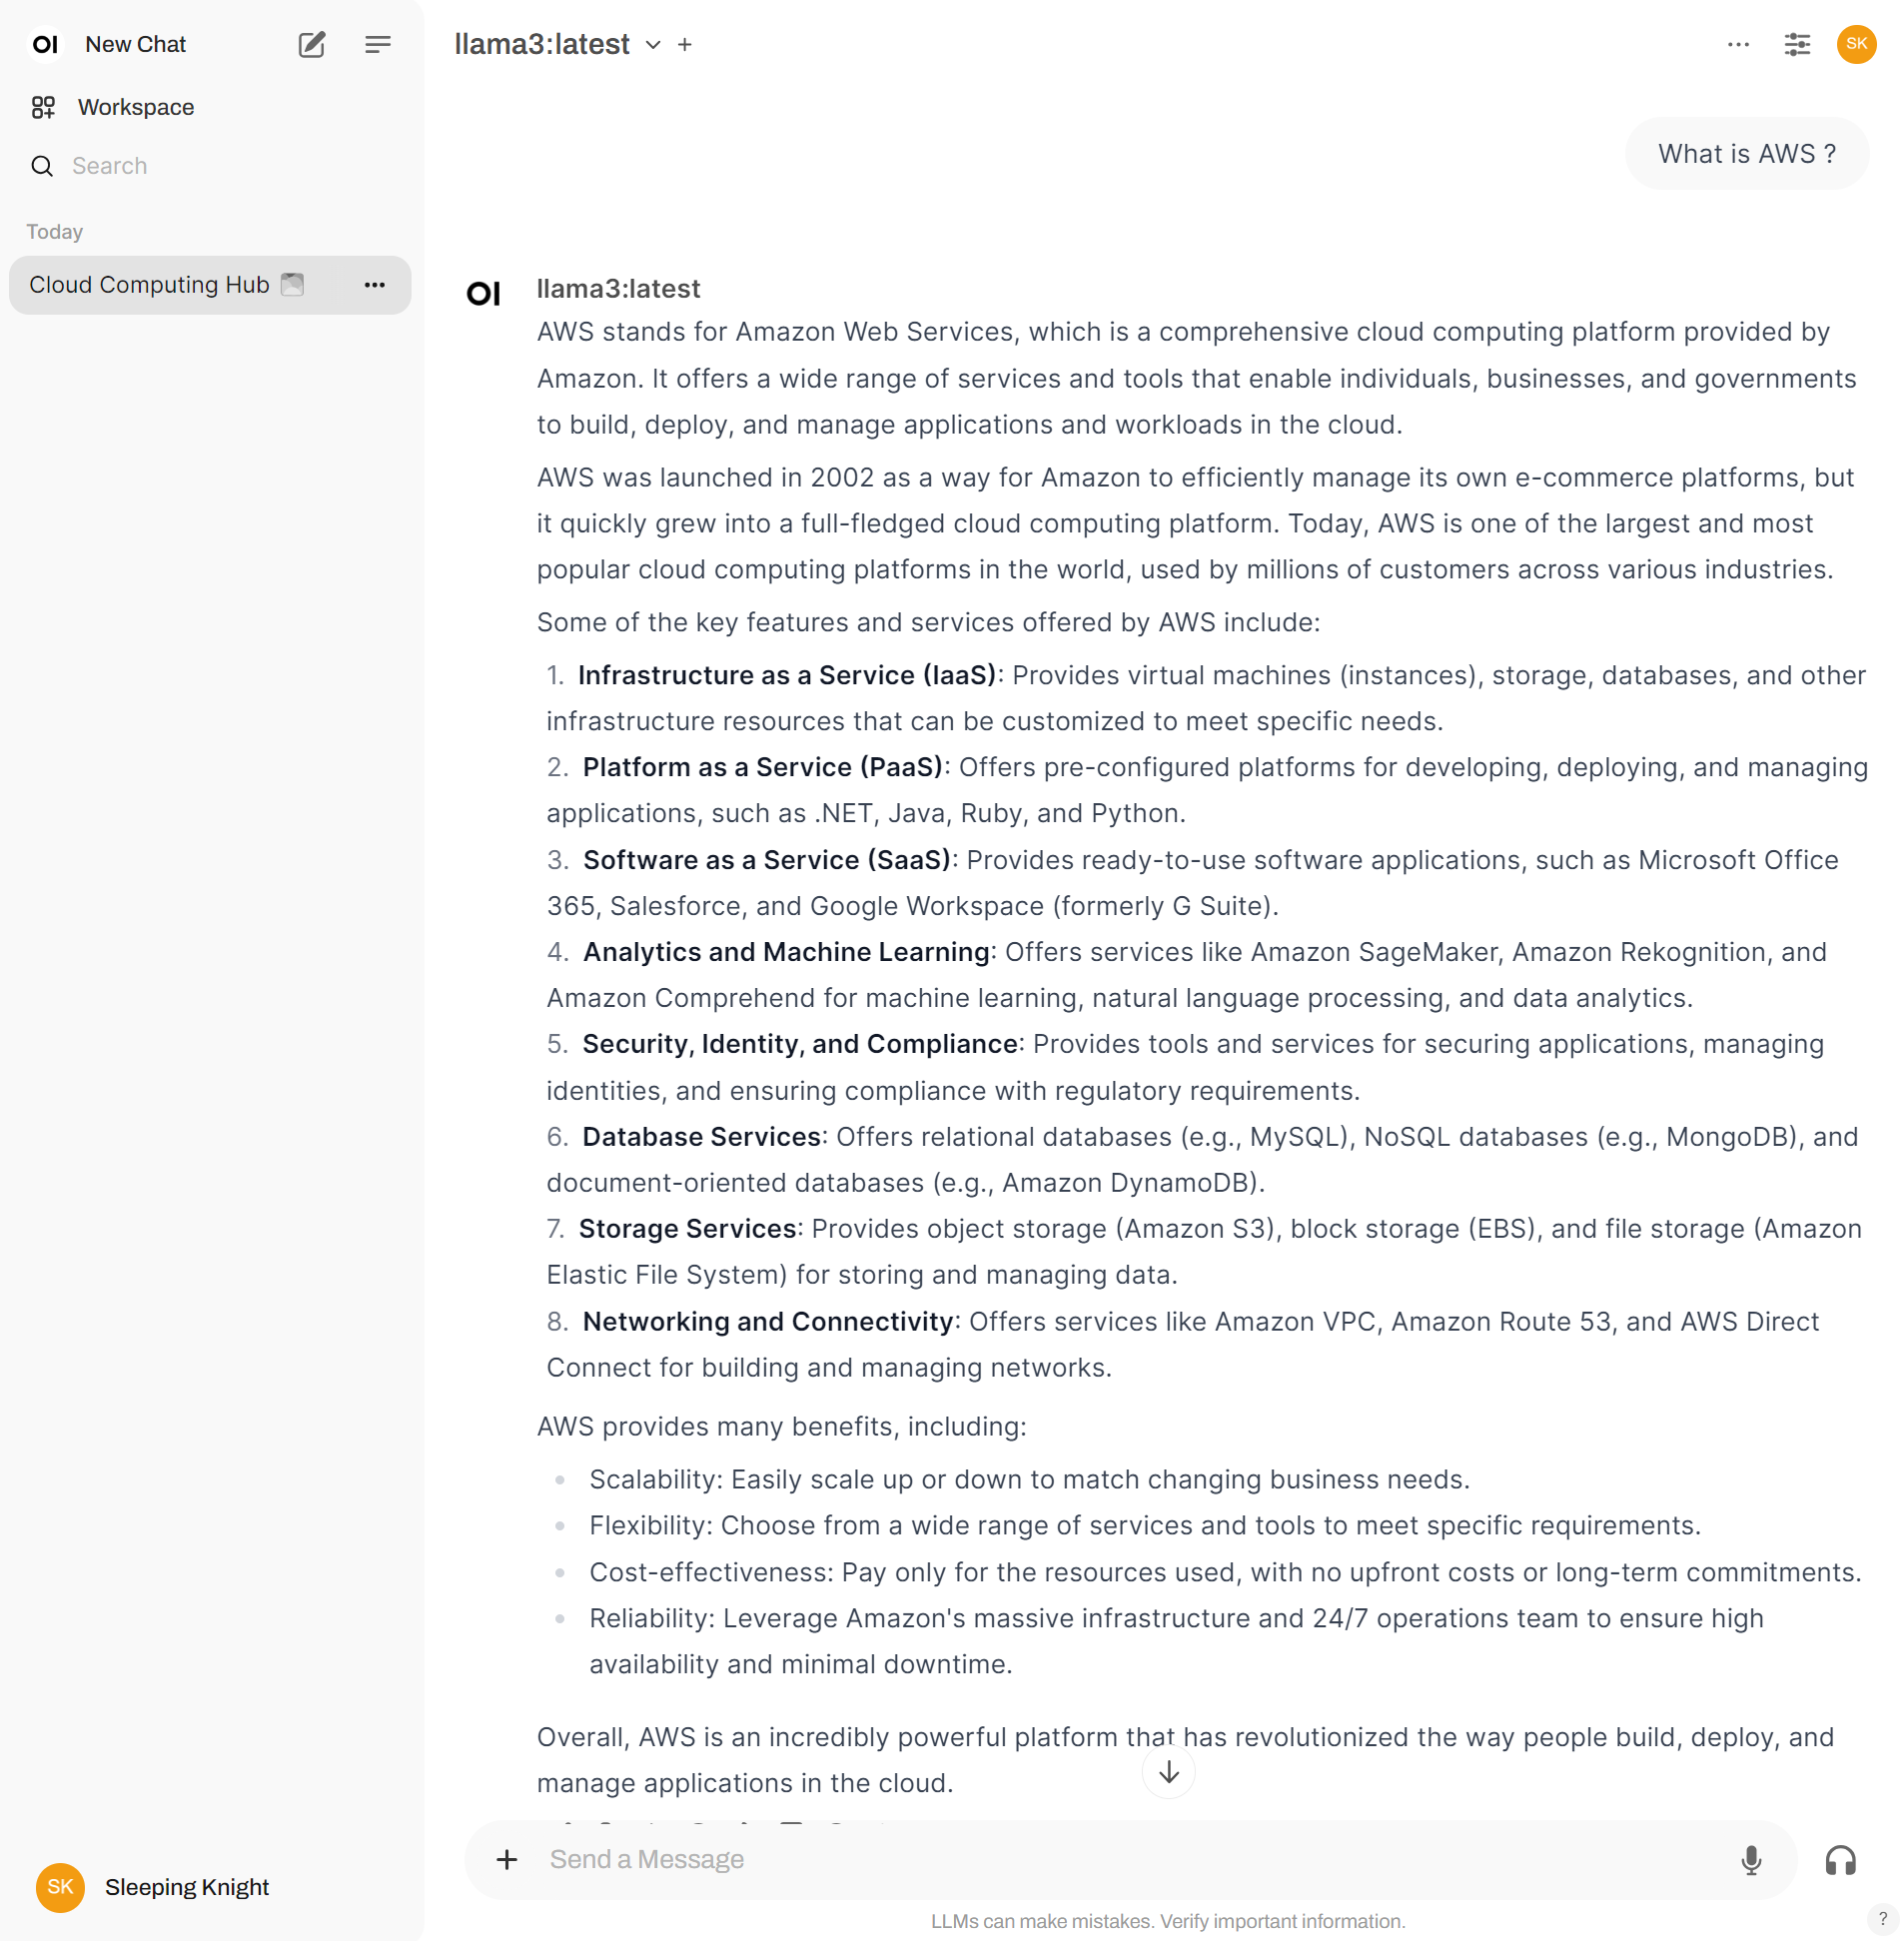 OI New Chat
Workspace
Search
Today
Cloud Computing Hub
llama3:latest
SK
What is AWS ?
OI llama3:latest
AWS stands for Amazon Web Services, which is a comprehensive cloud computing platform provided by
Amazon. It offers a wide range of services and tools that enable individuals, businesses, and governments
to build, deploy, and manage applications and workloads in the cloud.
AWS was launched in 2002 as a way for Amazon to efficiently manage its own e-commerce platforms, but
it quickly grew into a full-fledged cloud computing platform. Today, AWS is one of the largest and most
popular cloud computing platforms in the world, used by millions of customers across various industries.
Some of the key features and services offered by AWS include:
1. Infrastructure as a Service (IaaS): Provides virtual machines (instances), storage, databases, and other
infrastructure resources that can be customized to meet specific needs.
2. Platform as a Service (PaaS): Offers pre-configured platforms for developing, deploying, and managing
applications, such as .NET, Java, Ruby, and Python.
3. Software as a Service (SaaS): Provides ready-to-use software applications, such as Microsoft Office
365, Salesforce, and Google Workspace (formerly G Suite).
4. Analytics and Machine Learning: Offers services like Amazon SageMaker, Amazon Rekognition, and
Amazon Comprehend for machine learning, natural language processing, and data analytics.
5. Security, Identity, and Compliance: Provides tools and services for securing applications, managing
identities, and ensuring compliance with regulatory requirements.
6. Database Services: Offers relational databases (e.g., MySQL), NoSQL databases (e.g., MongoDB), and
document-oriented databases (e.g., Amazon DynamoDB).
7. Storage Services: Provides object storage (Amazon S3), block storage (EBS), and file storage (Amazon
Elastic File System) for storing and managing data.
8. Networking and Connectivity: Offers services like Amazon VPC, Amazon Route 53, and AWS Direct
Connect for building and managing networks.
AWS provides many benefits, including:
Scalability: Easily scale up or down to match changing business needs.
Flexibility: Choose from a wide range of services and tools to meet specific requirements.
Cost-effectiveness: Pay only for the resources used, with no upfront costs or long-term commitments.
Reliability: Leverage Amazon's massive infrastructure and 24/7 operations team to ensure high
availability and minimal downtime.
Overall, AWS is an incredibly powerful platform that has revolutionized the way people build, deploy, and
manage applications in the cloud.
Send a Message
SK Sleeping Knight
LLMs can make mistakes. Verify important information.
?